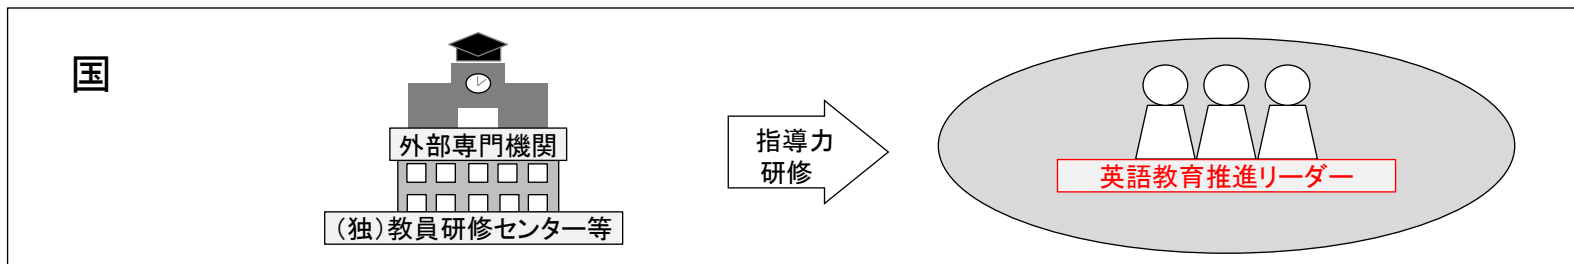 国
外部専門機関
（独）教員研修センター等
指導力
研修
英語教育推進リーダー